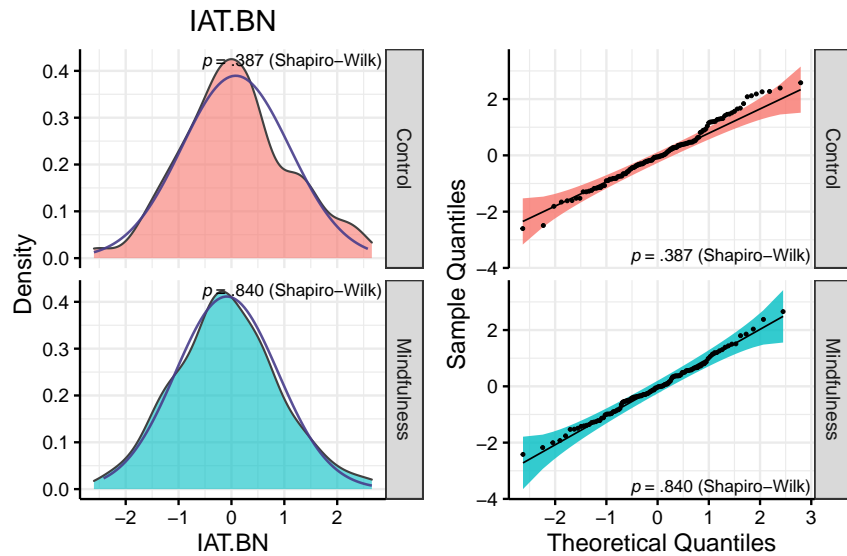 IAT.BN
Density
0.4
0.3
0.2
0.1
0.0
p = .387 (Shapiro−Wilk)
Control
0.4
0.3
0.2
0.1
0.0
p = .840 (Shapiro−Wilk)
Mindfulness
−2 −1 0 1 2
IAT.BN
Sample Quantiles
2
0
−2
−4
p = .387 (Shapiro−Wilk)
Control
2
0
−2
−4
p = .840 (Shapiro−Wilk)
Mindfulness
−2 −1 0 1 2 3
Theoretical Quantiles